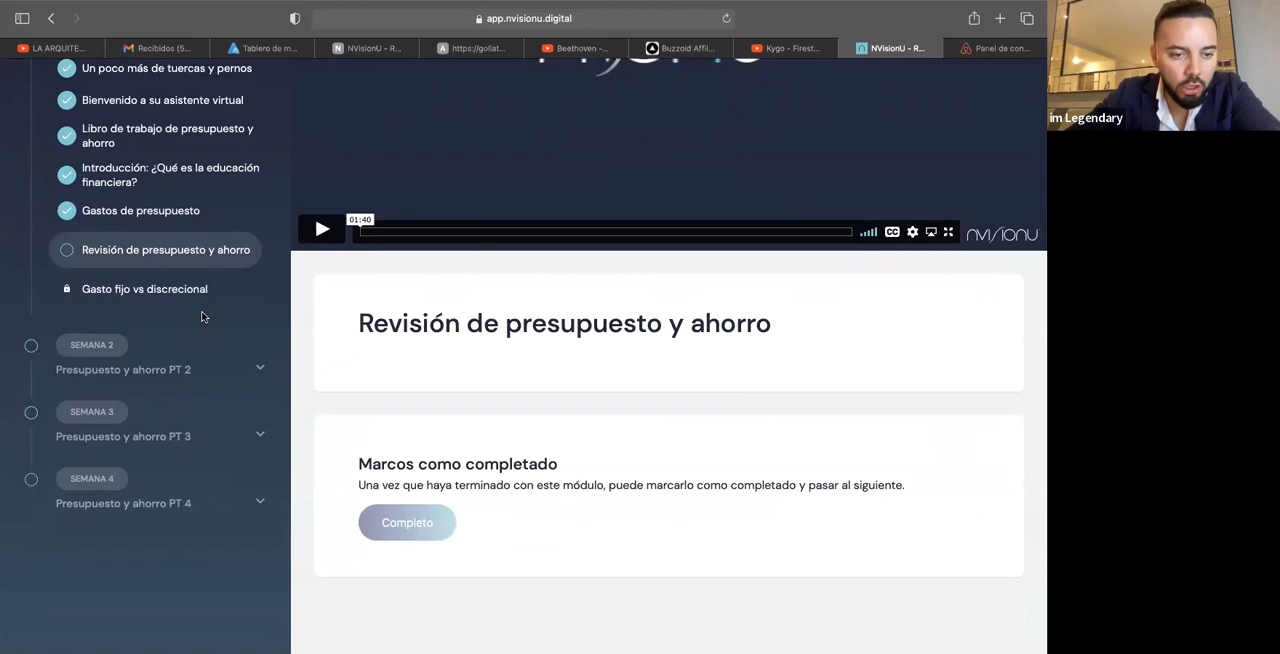 app.nvisionu.digital
LA ARQUITE...
Recibidos (5...
Tablero de m...
NVisionU - R...
https://goliat...
Beethoven -...
Buzzoid Affil...
Kygo - Firest...
NVisionU - R...
Panel de con...
im Legendary
Un poco más de tuercas y pernos
Bienvenido a su asistente virtual
Libro de trabajo de presupuesto y
ahorro
Introducción: ¿Qué es la educación
financiera?
Gastos de presupuesto
Revisión de presupuesto y ahorro
Gasto fijo vs discrecional
SEMANA 2
Presupuesto y ahorro PT 2
SEMANA 3
Presupuesto y ahorro PT 3
SEMANA 4
Presupuesto y ahorro PT 4
01:40
CC
nvisionu
Revisión de presupuesto y ahorro
Marcos como completado
Una vez que haya terminado con este módulo, puede marcarlo como completado y pasar al siguiente.
Completo